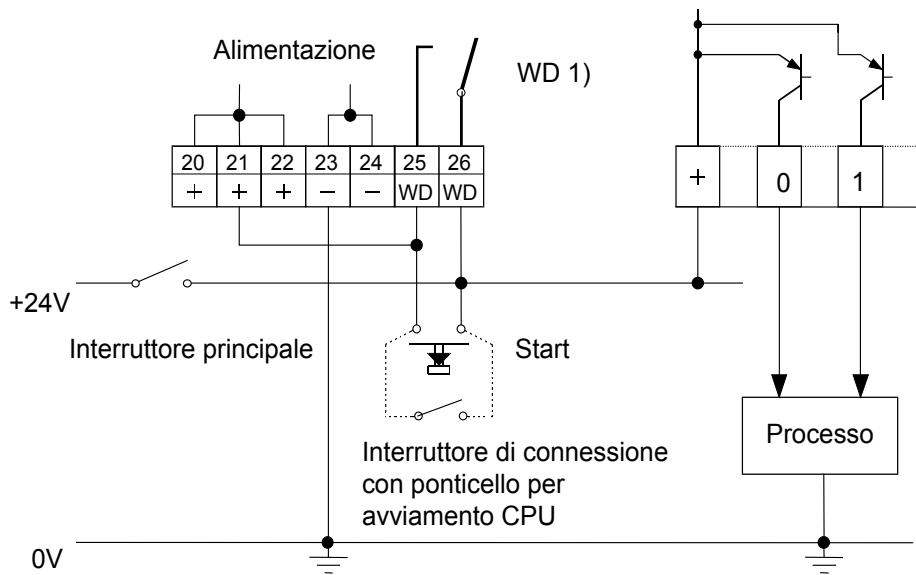 Alimentazione
WD 1)
20 21 22 23 24 25 26
+ + + − − WD WD
+ 0 1
+24V
Interruttore principale
Start
Interruttore di connessione
con ponticello per
avviamento CPU
Processo
0V